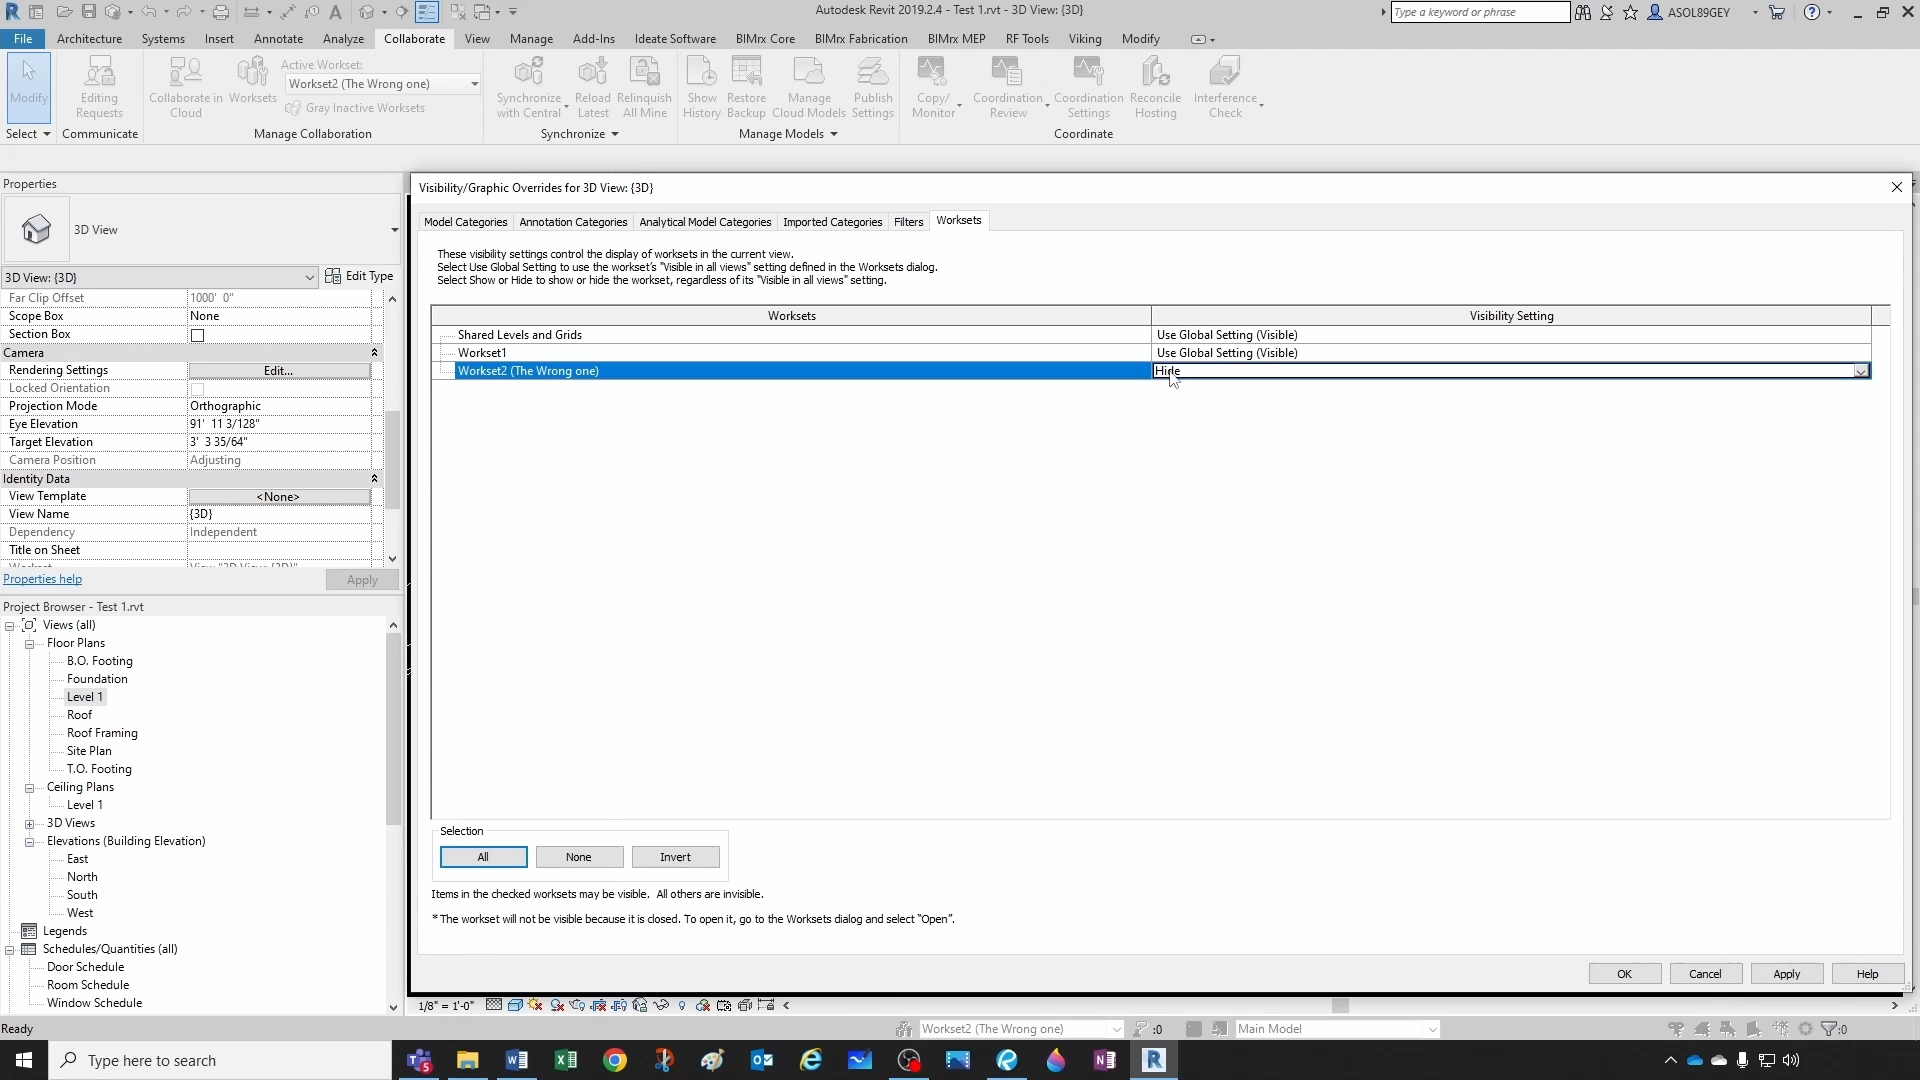 Autodesk Revit 2019.2.4 - Test 1.rvt - 3D View: {3D}
Type a keyword or phrase
ASOL89GEY
File Architecture Systems Insert Annotate Analyze Collaborate View Manage Add-Ins Ideate Software BIMrx Core BIMrx Fabrication BIMrx MEP RF Tools Viking Modify
Modify
Select
Editing Requests
Communicate
Collaborate in Cloud
Worksets
Active Workset:
Workset2 (The Wrong one)
Gray Inactive Worksets
Manage Collaboration
Synchronize with Central
Reload Latest
Relinquish All Mine
Synchronize
Show History
Restore Backup
Manage Cloud Models
Publish Settings
Manage Models
Copy/ Monitor
Coordination Review
Coordination Settings
Reconcile Hosting
Interference Check
Coordinate
Properties
3D View
3D View: {3D}
Edit Type
Far Clip Offset 1000' 0"
Scope Box None
Section Box
Camera
Rendering Settings Edit...
Locked Orientation
Projection Mode Orthographic
Eye Elevation 91' 11 3/128"
Target Elevation 3' 3 35/64"
Camera Position Adjusting
Identity Data
View Template <None>
View Name {3D}
Dependency Independent
Title on Sheet
Workset View "3D View: {3D}"
Properties help
Apply
Project Browser - Test 1.rvt
Views (all)
Floor Plans
B.O. Footing
Foundation
Level 1
Roof
Roof Framing
Site Plan
T.O. Footing
Ceiling Plans
Level 1
3D Views
Elevations (Building Elevation)
East
North
South
West
Legends
Schedules/Quantities (all)
Door Schedule
Room Schedule
Window Schedule
Visibility/Graphic Overrides for 3D View: {3D}
Model Categories Annotation Categories Analytical Model Categories Imported Categories Filters Worksets
These visibility settings control the display of worksets in the current view.
Select Use Global Setting to use the workset's "Visible in all views" setting defined in the Worksets dialog.
Select Show or Hide to show or hide the workset, regardless of its "Visible in all views" setting.
Worksets Visibility Setting
Shared Levels and Grids Use Global Setting (Visible)
Workset1 Use Global Setting (Visible)
Workset2 (The Wrong one) Hide
Selection
All None Invert
Items in the checked worksets may be visible. All others are invisible.
* The workset will not be visible because it is closed. To open it, go to the Worksets dialog and select "Open".
OK Cancel Apply Help
1/8" = 1'-0"
Ready
Workset2 (The Wrong one)
:0
Main Model
:0
Type here to search
5